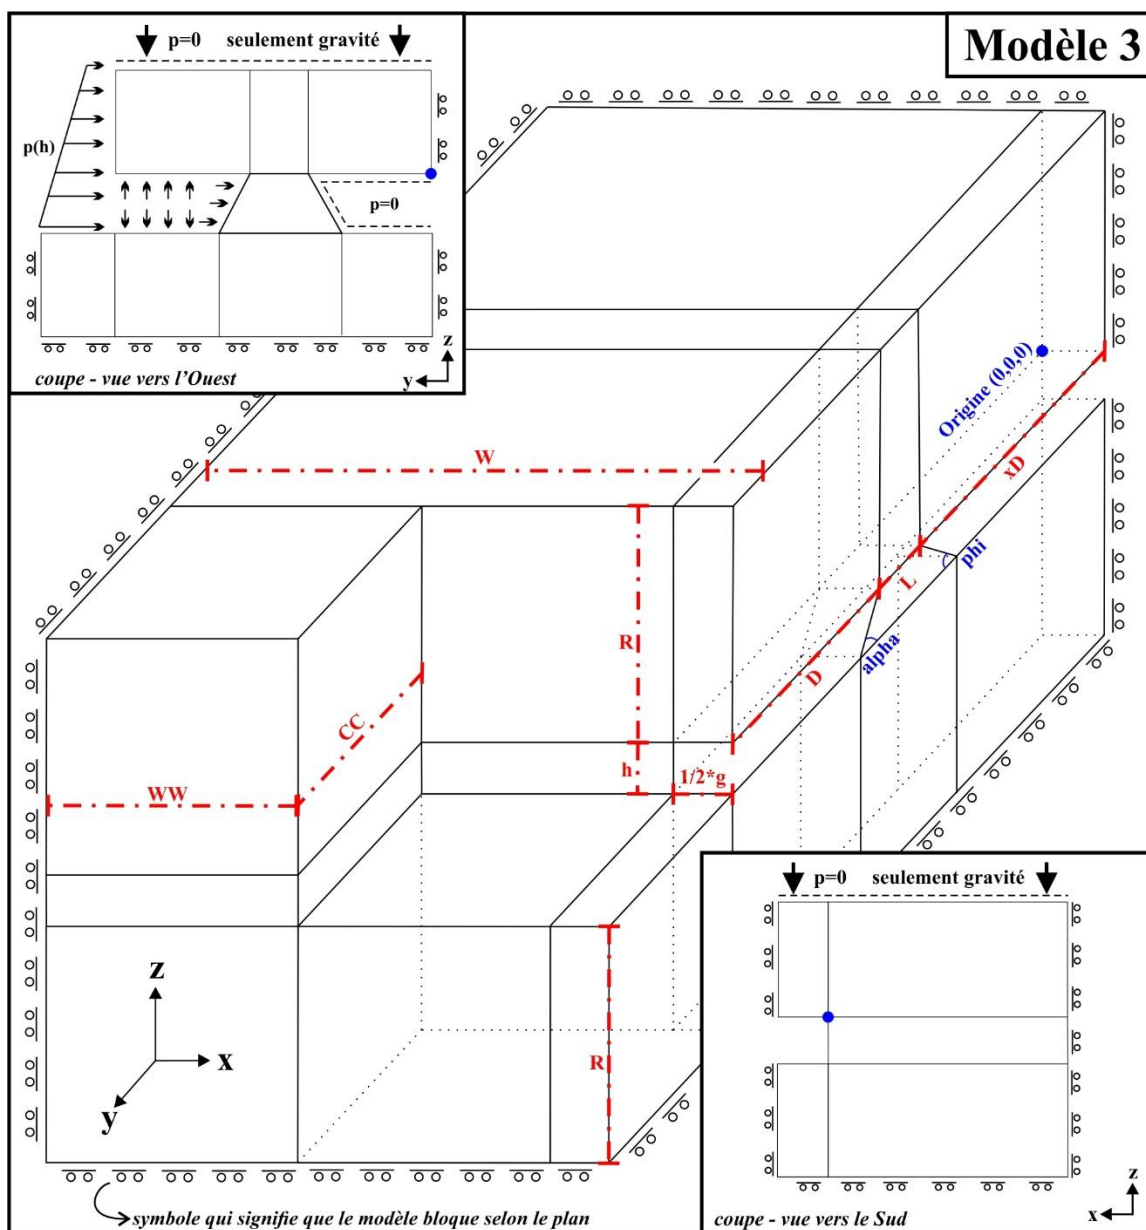 Modèle 3
p=0 seulement gravité
p(h)
p=0
z
y
coupe - vue vers l'Ouest
Origine (0,0,0)
W
xD
phi
L
R
alpha
D
CC
h
1/2*g
WW
z
x
y
R
symbole qui signifie que le modèle bloque selon le plan
p=0 seulement gravité
z
x
coupe - vue vers le Sud